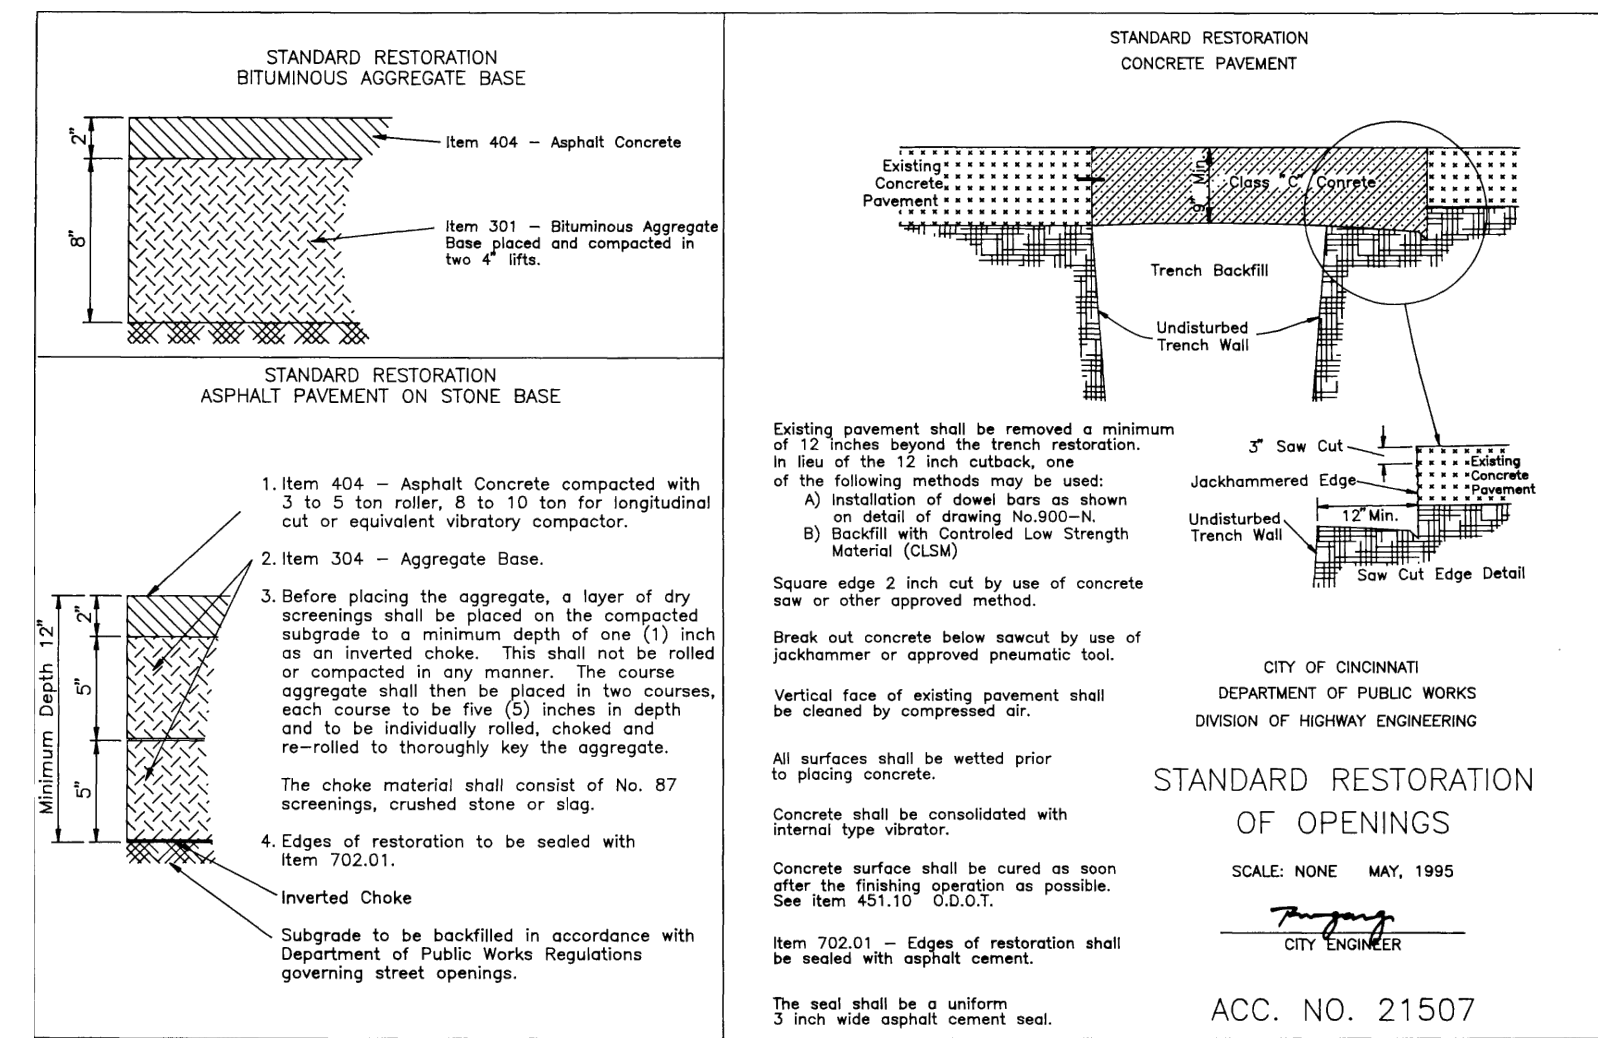 STANDARD RESTORATION
BITUMINOUS AGGREGATE BASE
2"
Item 404 – Asphalt Concrete
8"
Item 301 – Bituminous Aggregate
Base placed and compacted in
two 4" lifts.
STANDARD RESTORATION
ASPHALT PAVEMENT ON STONE BASE
1. Item 404 – Asphalt Concrete compacted with
3 to 5 ton roller, 8 to 10 ton for longitudinal
cut or equivalent vibratory compactor.
2. Item 304 – Aggregate Base.
3. Before placing the aggregate, a layer of dry
screenings shall be placed on the compacted
subgrade to a minimum depth of one (1) inch
as an inverted choke. This shall not be rolled
or compacted in any manner. The course
aggregate shall then be placed in two courses,
each course to be five (5) inches in depth
and to be individually rolled, choked and
re–rolled to thoroughly key the aggregate.
The choke material shall consist of No. 87
screenings, crushed stone or slag.
4. Edges of restoration to be sealed with
Item 702.01.
Inverted Choke
Subgrade to be backfilled in accordance with
Department of Public Works Regulations
governing street openings.
Minimum Depth 12"
2"
5"
5"
STANDARD RESTORATION
CONCRETE PAVEMENT
Existing
Concrete
Pavement
9" Min.
Class "C" Conrete
Trench Backfill
Undisturbed
Trench Wall
Existing pavement shall be removed a minimum
of 12 inches beyond the trench restoration.
In lieu of the 12 inch cutback, one
of the following methods may be used:
A) Installation of dowel bars as shown
on detail of drawing No.900–N.
B) Backfill with Controled Low Strength
Material (CLSM)
Square edge 2 inch cut by use of concrete
saw or other approved method.
Break out concrete below sawcut by use of
jackhammer or approved pneumatic tool.
Vertical face of existing pavement shall
be cleaned by compressed air.
All surfaces shall be wetted prior
to placing concrete.
Concrete shall be consolidated with
internal type vibrator.
Concrete surface shall be cured as soon
after the finishing operation as possible.
See item 451.10 O.D.O.T.
Item 702.01 – Edges of restoration shall
be sealed with asphalt cement.
The seal shall be a uniform
3 inch wide asphalt cement seal.
3" Saw Cut
Jackhammered Edge
Existing
Concrete
Pavement
12" Min.
Undisturbed
Trench Wall
Saw Cut Edge Detail
CITY OF CINCINNATI
DEPARTMENT OF PUBLIC WORKS
DIVISION OF HIGHWAY ENGINEERING
STANDARD RESTORATION
OF OPENINGS
SCALE: NONE MAY, 1995
CITY ENGINEER
ACC. NO. 21507